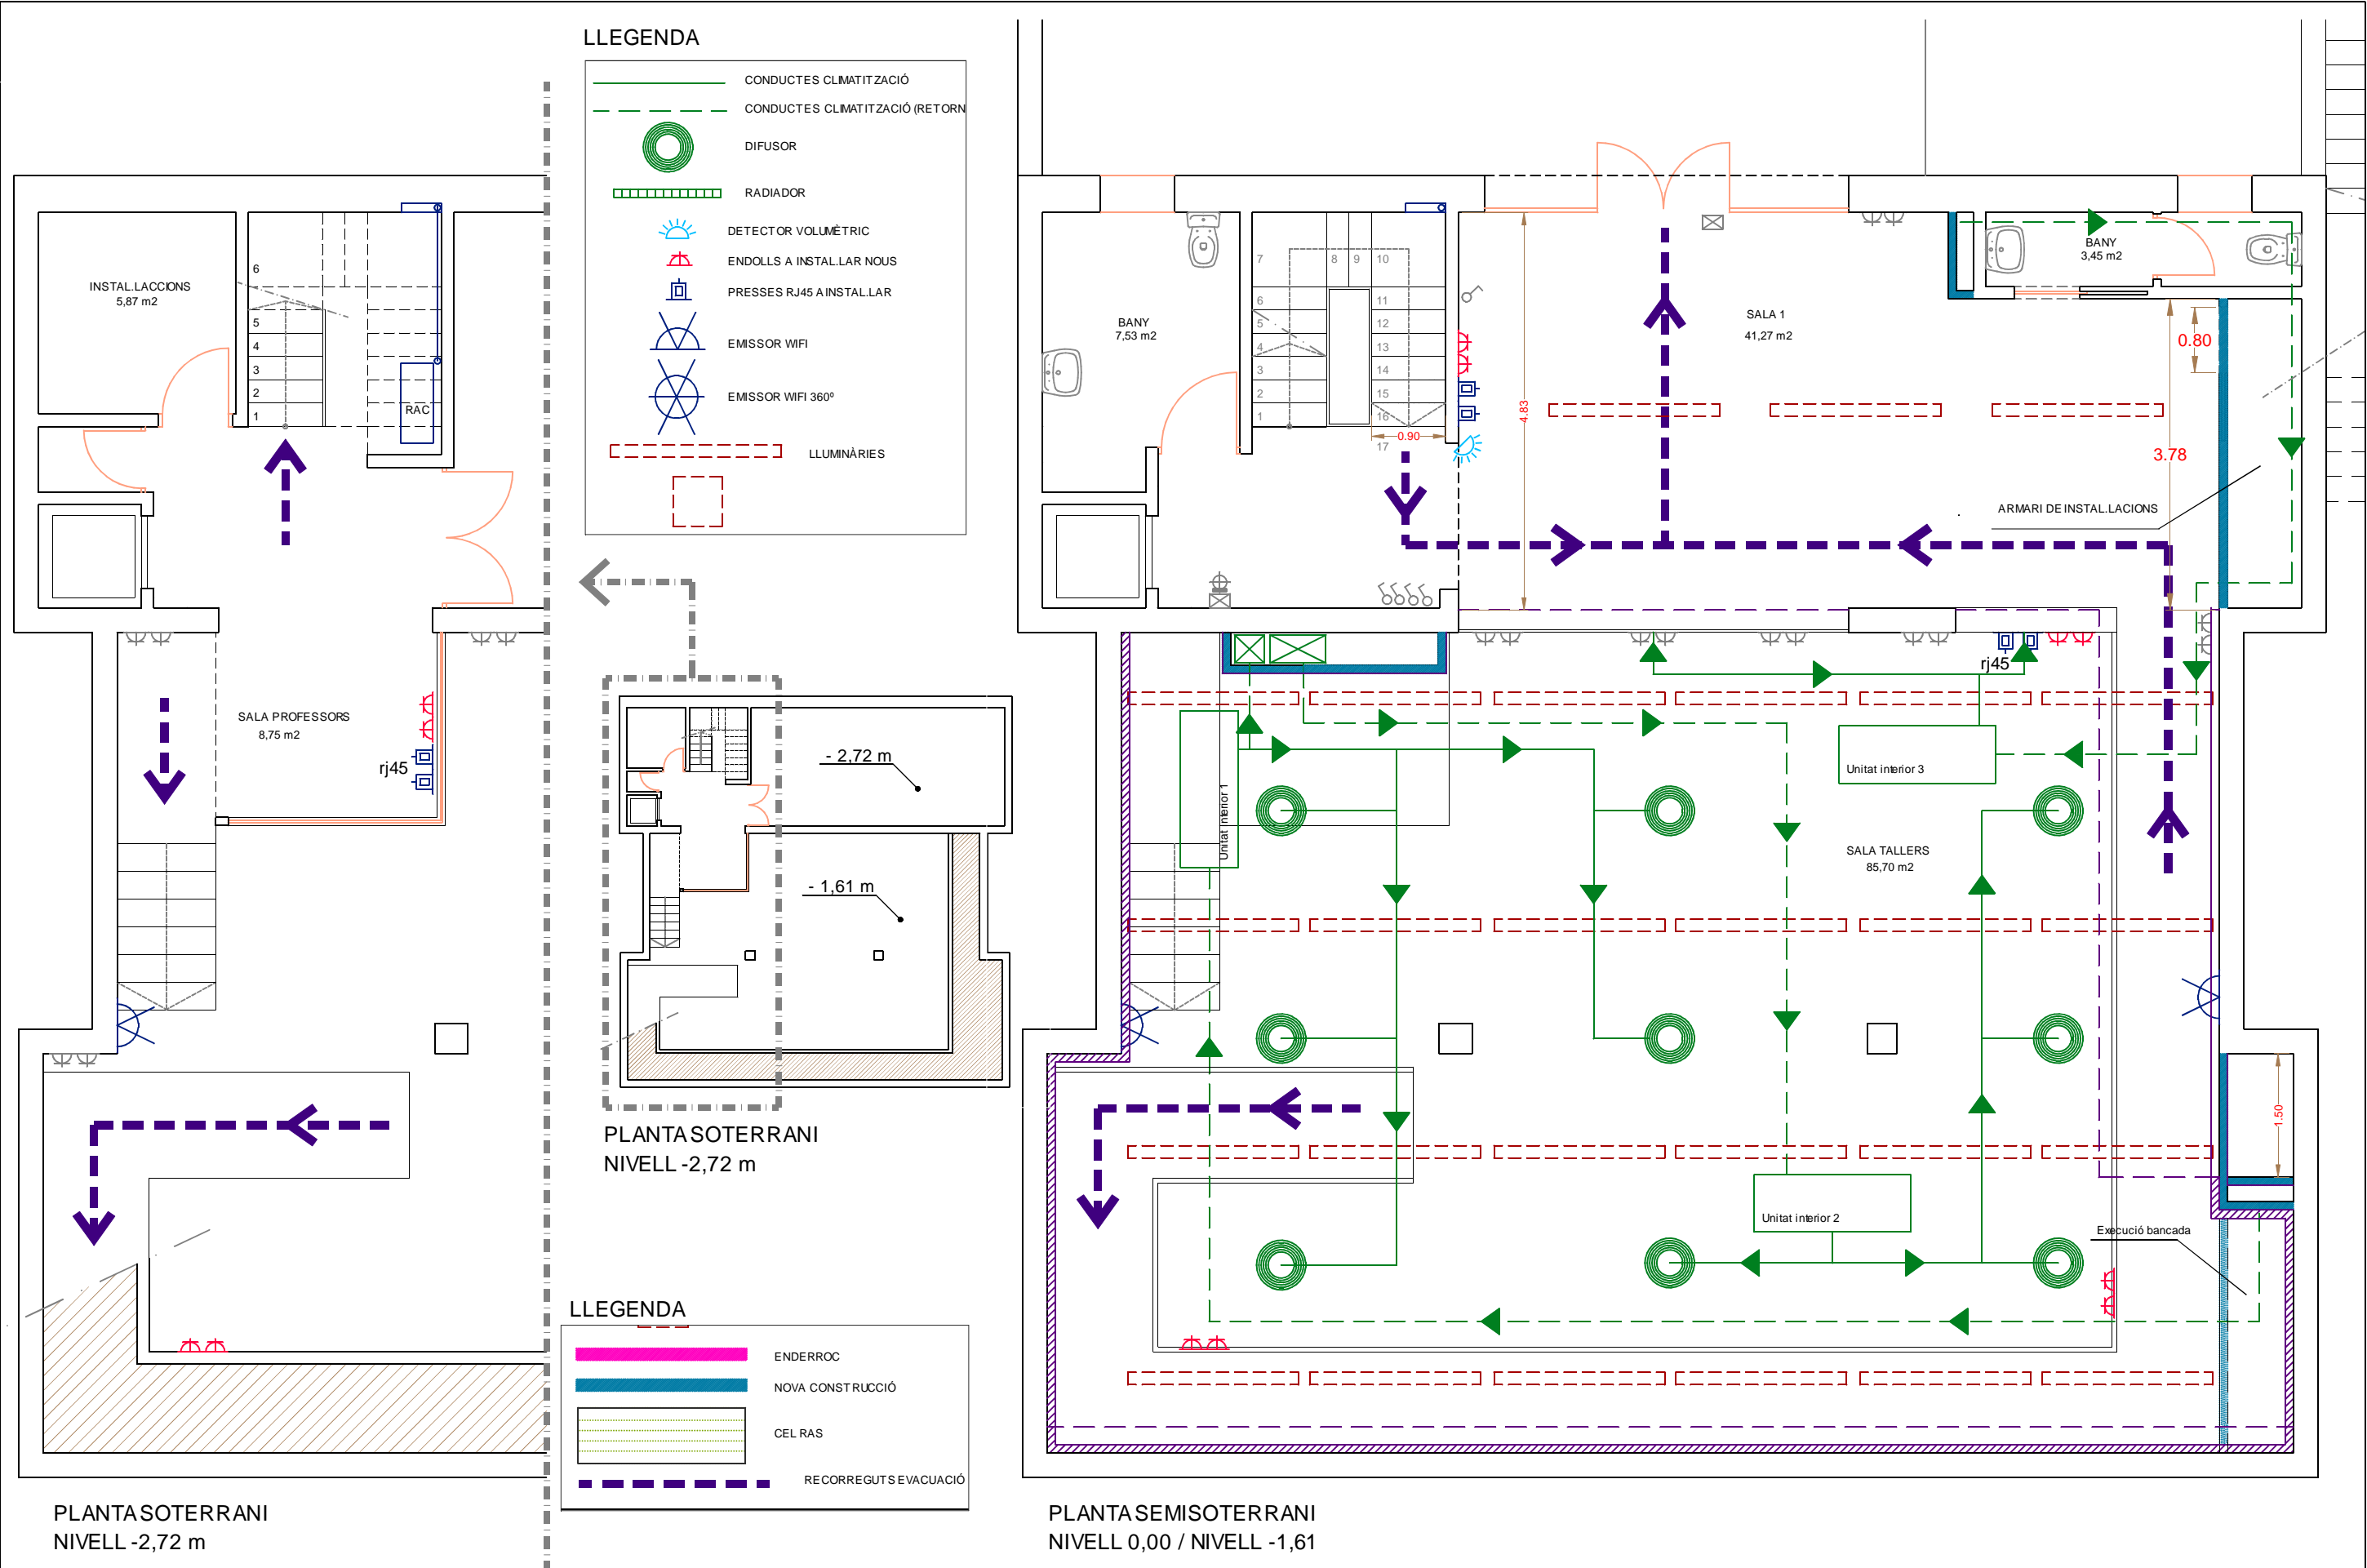 LLEGENDA
CONDUCTES CLIMATITZACIÓ
CONDUCTES CLIMATITZACIÓ (RETORN
DIFUSOR
RADIADOR
DETECTOR VOLUMÈTRIC
ENDOLLS A INSTAL.LAR NOUS
PRESSES RJ45 A INSTAL.LAR
EMISSOR WIFI
EMISSOR WIFI 360º
LLUMINÀRIES
INSTAL.LACCIONS
5,87 m2
6
5
4
3
2
1
RAC
SALA PROFESSORS
8,75 m2
rj45
PLANTA SOTERRANI
NIVELL -2,72 m
- 2,72 m
- 1,61 m
PLANTA SOTERRANI
NIVELL -2,72 m
LLEGENDA
ENDERROC
NOVA CONSTRUCCIÓ
CEL RAS
RECORREGUTS EVACUACIÓ
BANY
7,53 m2
7
8
9
10
6
11
5
12
4
13
3
14
2
15
1
16
17
0.90
4.83
SALA 1
41,27 m2
BANY
3,45 m2
0.80
3.78
ARMARI DE INSTAL.LACIONS
rj45
Unitat interior 1
Unitat interior 3
SALA TALLERS
85,70 m2
1.50
Unitat interior 2
Execució bancada
PLANTA SEMISOTERRANI
NIVELL 0,00 / NIVELL -1,61